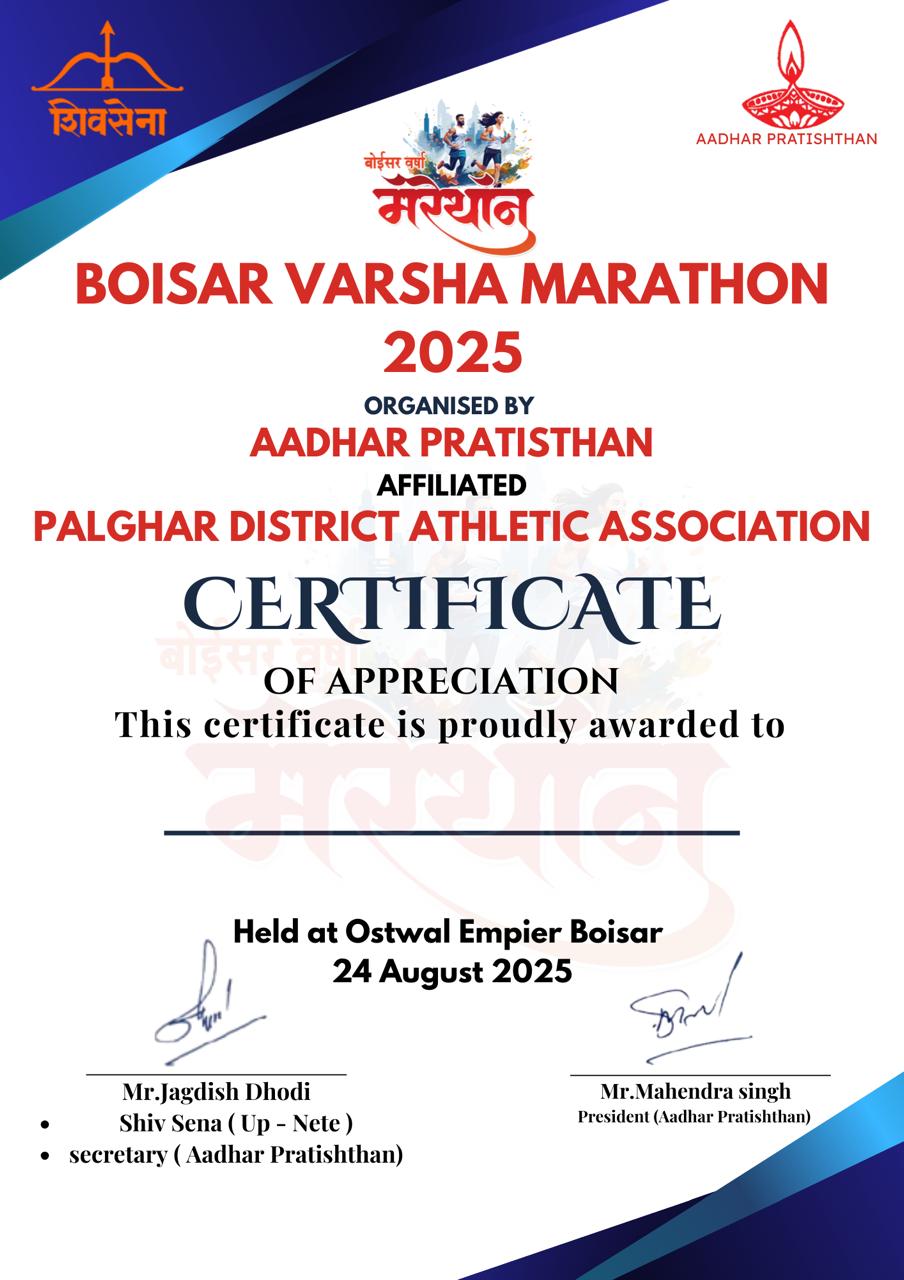 शिवसेना
AADHAR PRATISHTHAN
बोईसर वर्षा
मॅरेथॉन
BOISAR VARSHA MARATHON
2025
ORGANISED BY
AADHAR PRATISTHAN
AFFILIATED
PALGHAR DISTRICT ATHLETIC ASSOCIATION
CERTIFICATE
बोईसर वर्षा
OF APPRECIATION
This certificate is proudly awarded to
मॅरेथॉन
Held at Ostwal Empier Boisar
24 August 2025
Mr.Jagdish Dhodi
• Shiv Sena ( Up - Nete )
• secretary ( Aadhar Pratishthan)
Mr.Mahendra singh
President (Aadhar Pratishthan)